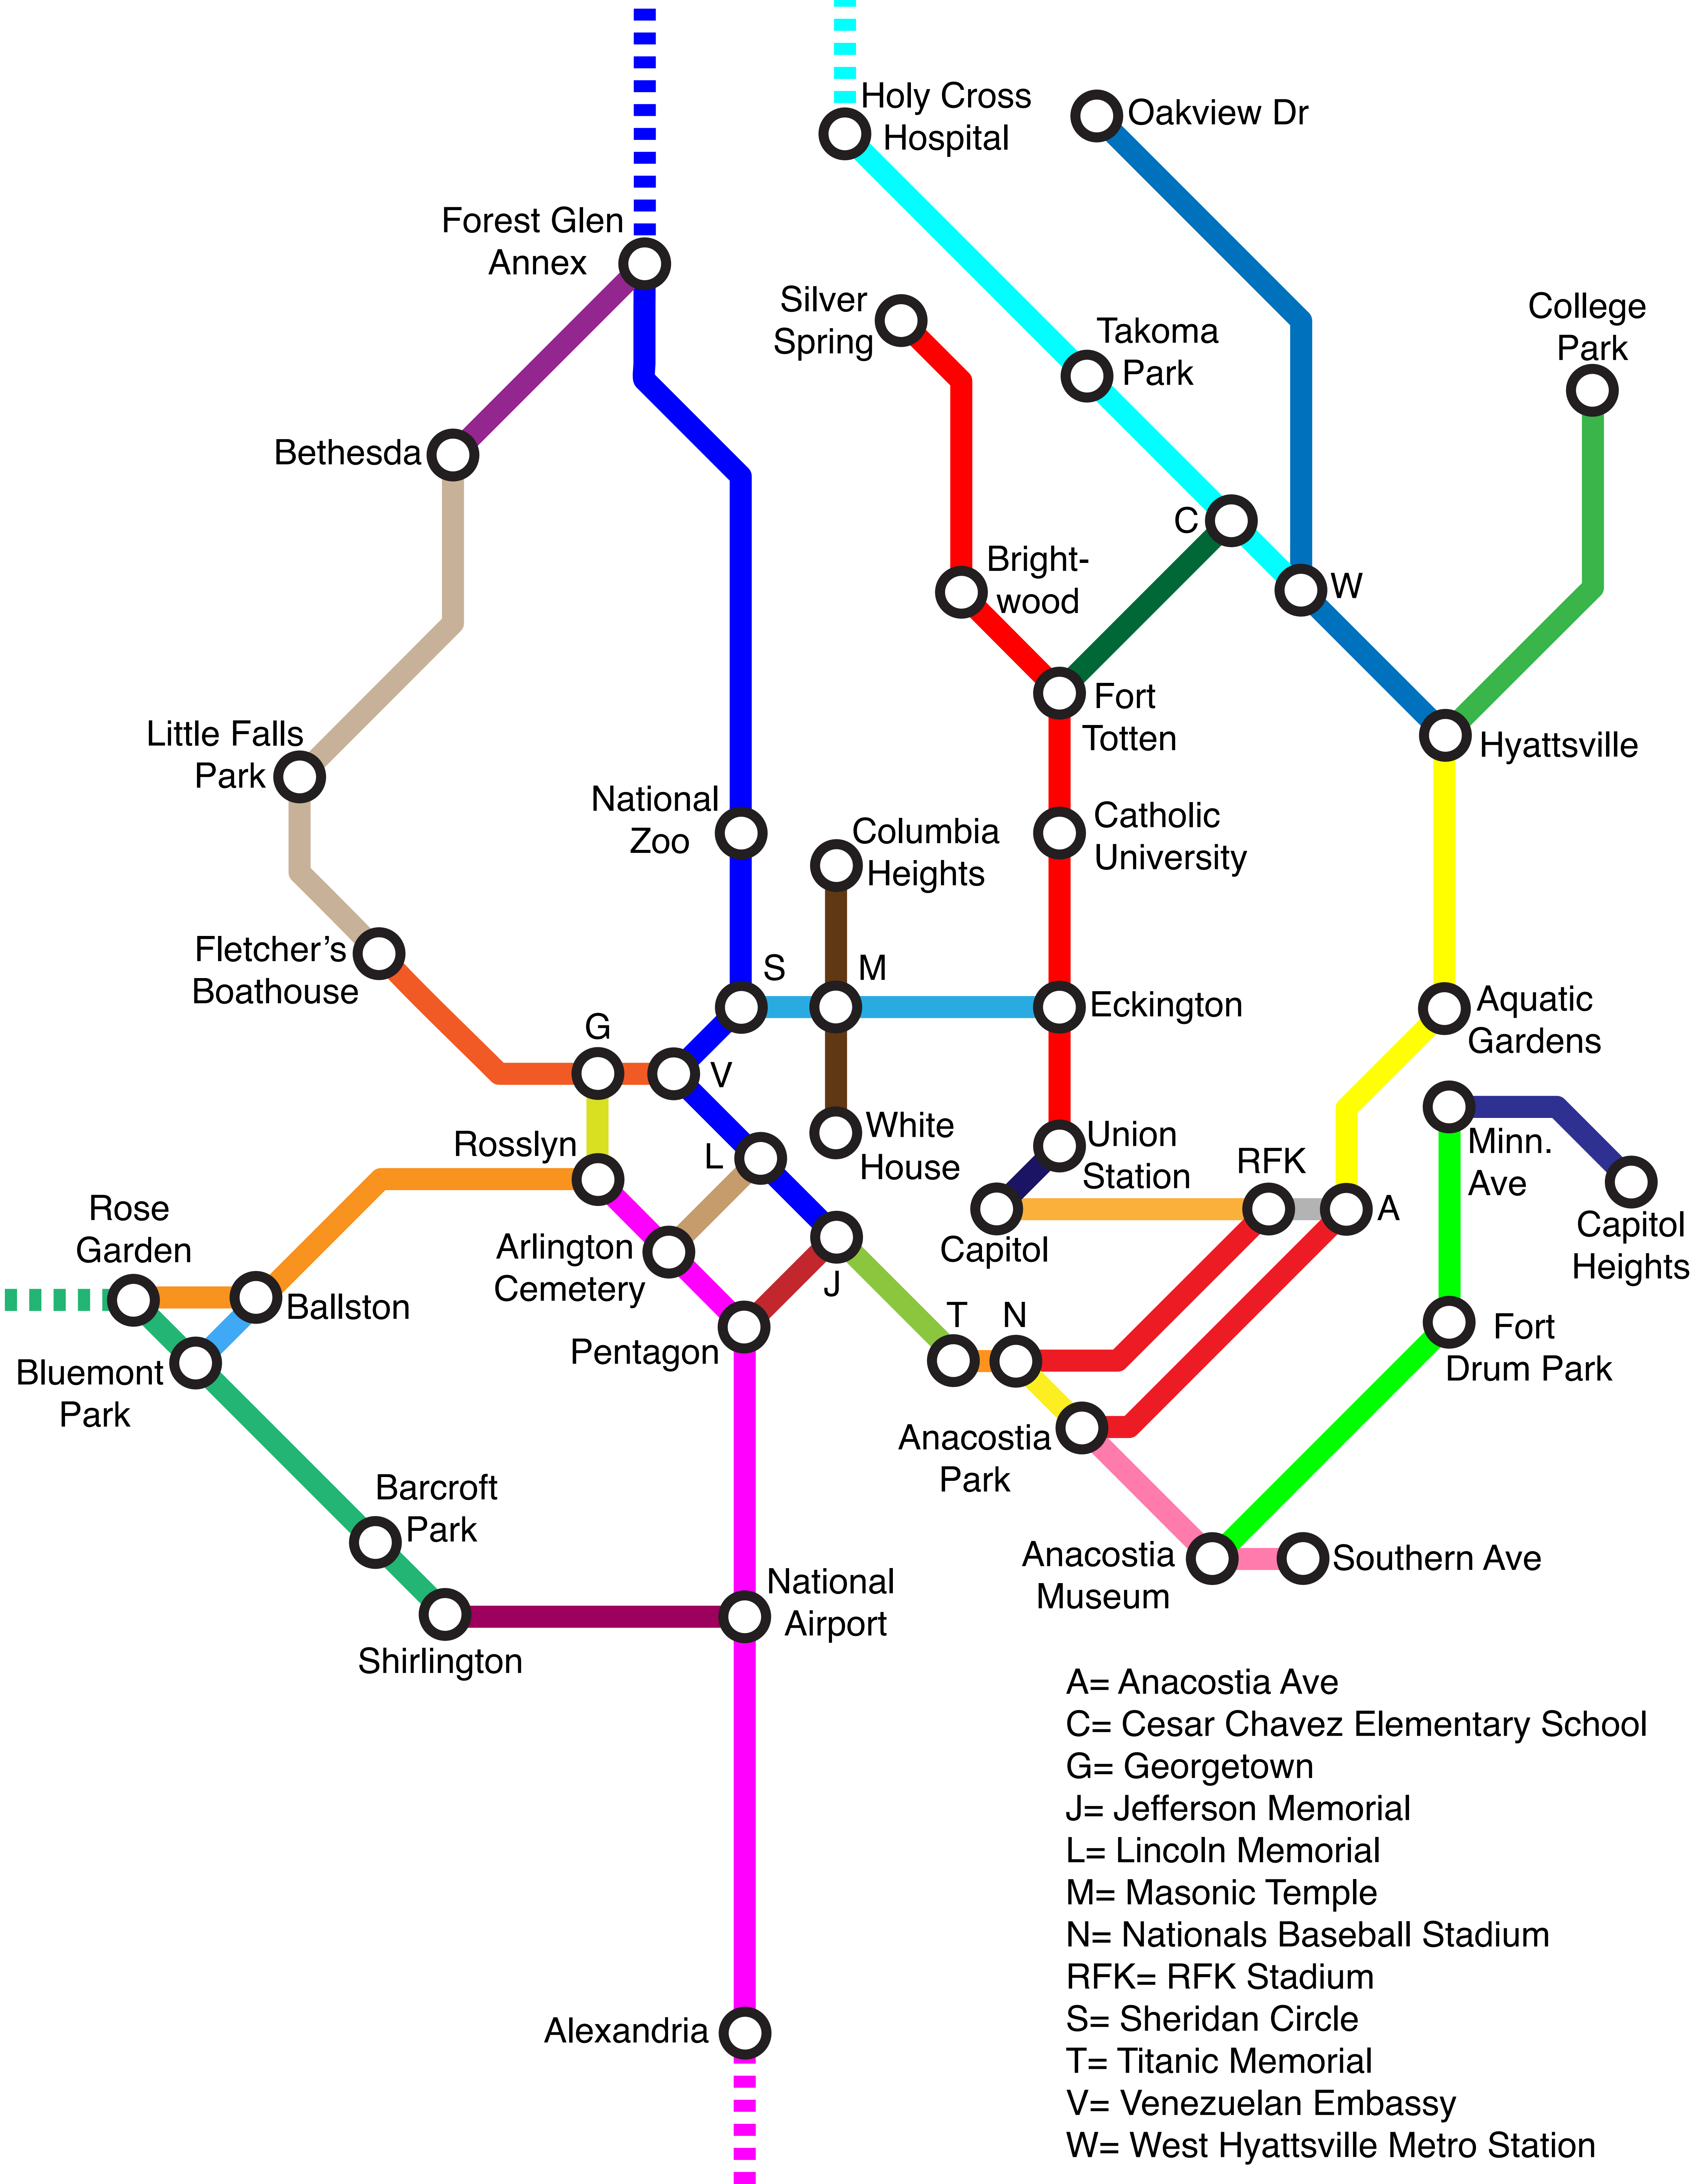 Holy Cross
Hospital
Oakview Dr
Forest Glen
Annex
Silver
Spring
College
Park
Takoma
Park
Bethesda
C
Bright-
wood
W
Fort
Totten
Hyattsville
Little Falls
Park
National
Zoo
Columbia
Heights
Catholic
University
Fletcher’s
Boathouse
S
M
Eckington
Aquatic
Gardens
G
V
White
House
Union
Station
Minn.
Ave
Rosslyn
L
RFK
A
Rose
Garden
Arlington
Cemetery
Capitol
Capitol
Heights
J
Ballston
T
N
Fort
Drum Park
Pentagon
Bluemont
Park
Anacostia
Park
Barcroft
Park
Anacostia
Museum
Southern Ave
National
Airport
Shirlington
A= Anacostia Ave
C= Cesar Chavez Elementary School
G= Georgetown
J= Jefferson Memorial
L= Lincoln Memorial
M= Masonic Temple
N= Nationals Baseball Stadium
RFK= RFK Stadium
S= Sheridan Circle
T= Titanic Memorial
V= Venezuelan Embassy
W= West Hyattsville Metro Station
Alexandria